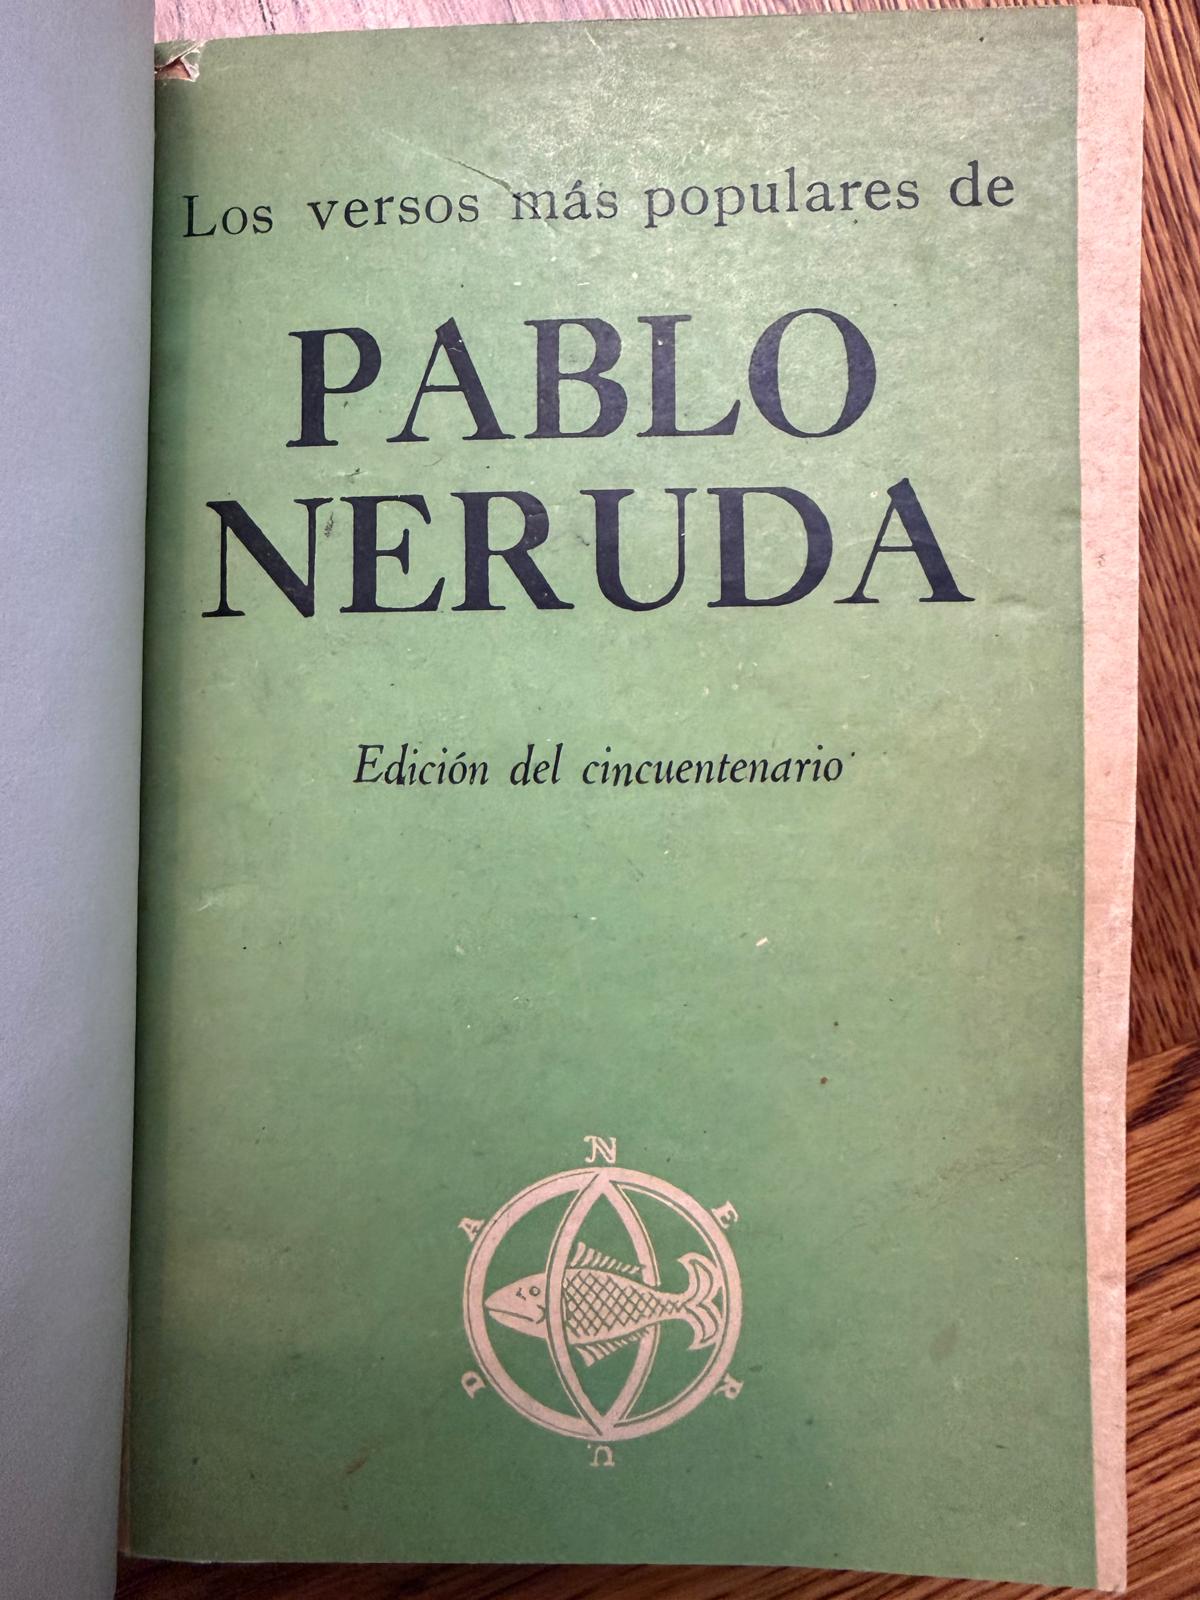 Los versos más populares de
PABLO
NERUDA
Edición del cincuentenario
N E R U D A